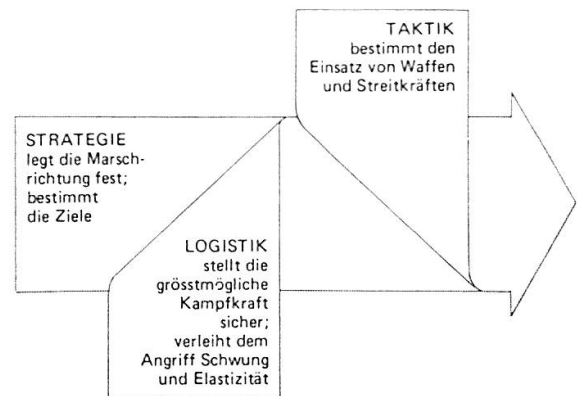 TAKTIK
bestimmt den
Einsatz von Waffen
und Streitkräften
STRATEGIE
legt die Marsch-
richtung fest;
bestimmt
die Ziele
LOGISTIK
stellt die
grösstmögliche
Kampfkraft
sicher;
verleiht dem
Angriff Schwung
und Elastizität